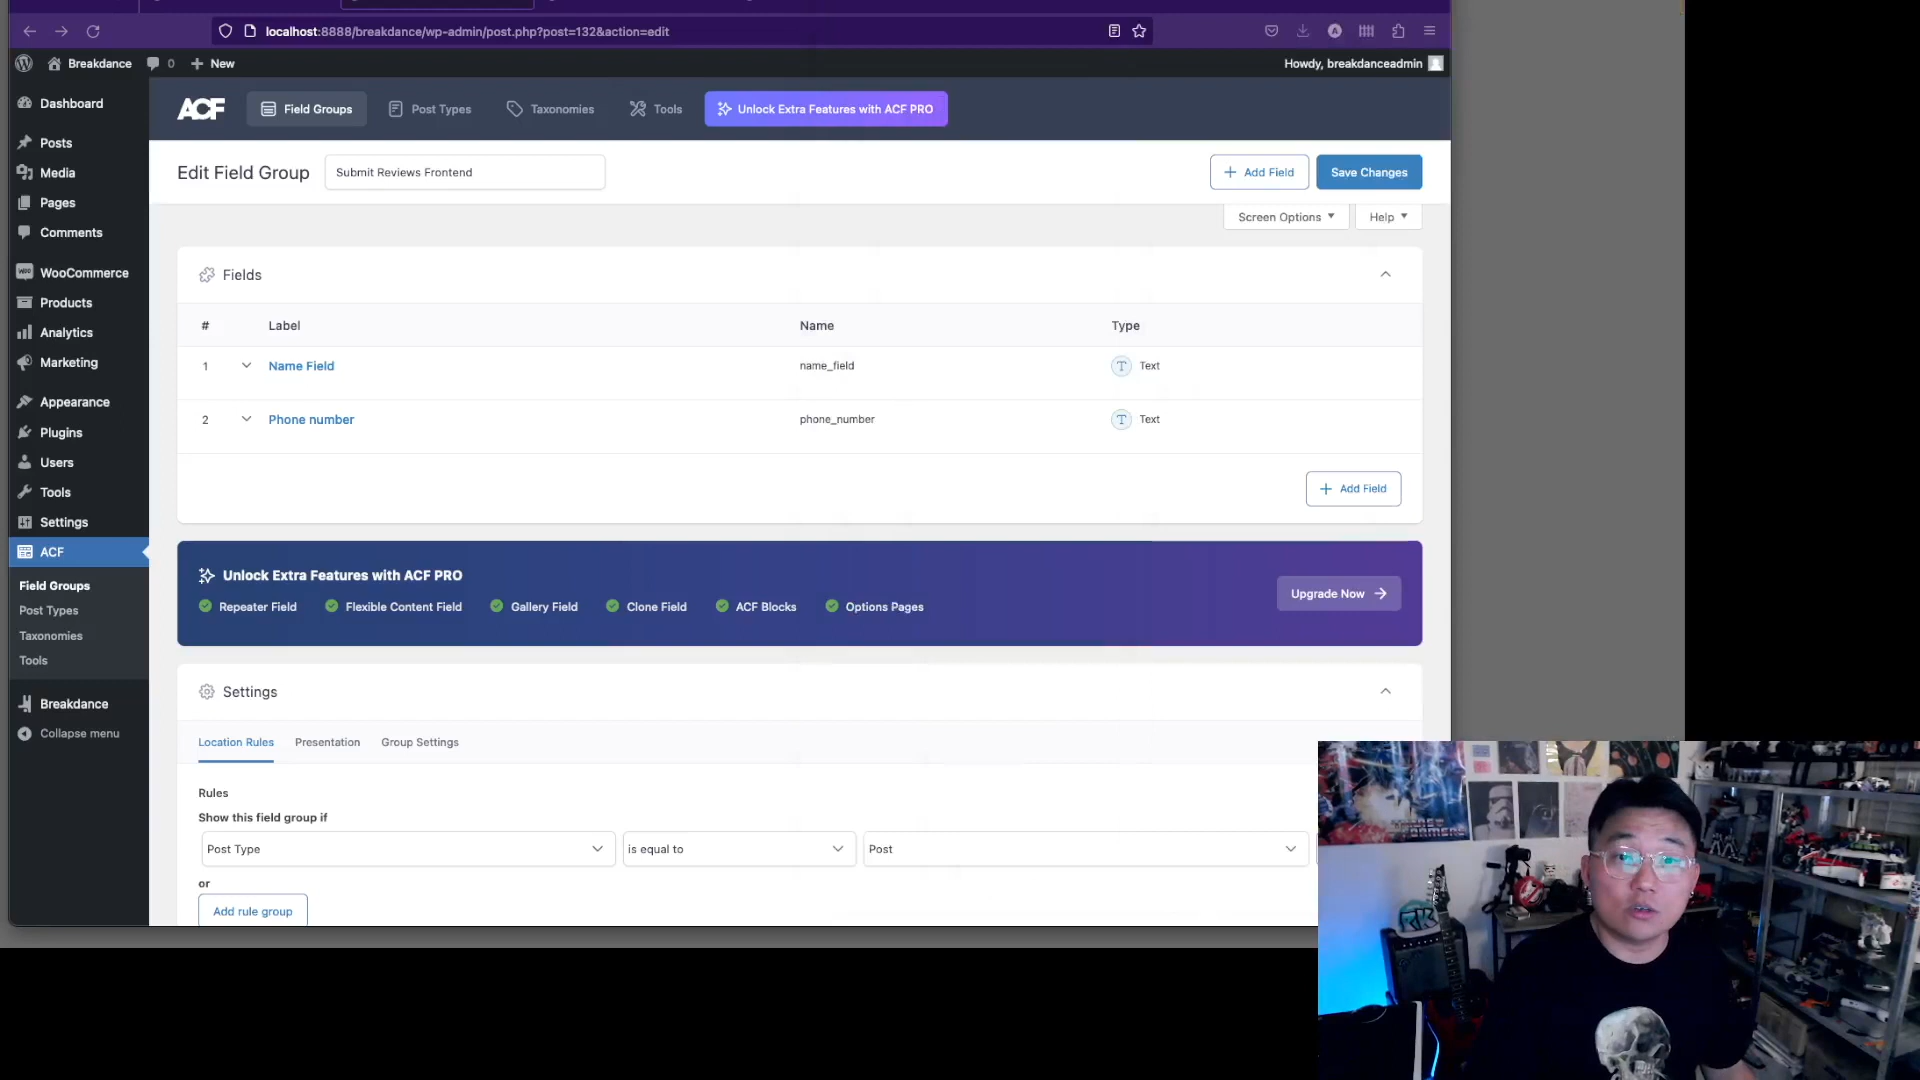 localhost:8888/breakdance/wp-admin/post.php?post=132&action=edit
Breakdance 0 New Howdy, breakdanceadmin
Dashboard
Posts
Media
Pages
Comments
WooCommerce
Products
Analytics
Marketing
Appearance
Plugins
Users
Tools
Settings
ACF
Field Groups
Post Types
Taxonomies
Tools
Breakdance
Collapse menu
ACF Field Groups Post Types Taxonomies Tools Unlock Extra Features with ACF PRO
Edit Field Group Submit Reviews Frontend + Add Field Save Changes
Screen Options Help
Fields
# Label Name Type
1 Name Field name_field T Text
2 Phone number phone_number T Text
+ Add Field
Unlock Extra Features with ACF PRO
Repeater Field Flexible Content Field Gallery Field Clone Field ACF Blocks Options Pages
Upgrade Now
Settings
Location Rules Presentation Group Settings
Rules
Show this field group if
Post Type is equal to Post
or
Add rule group